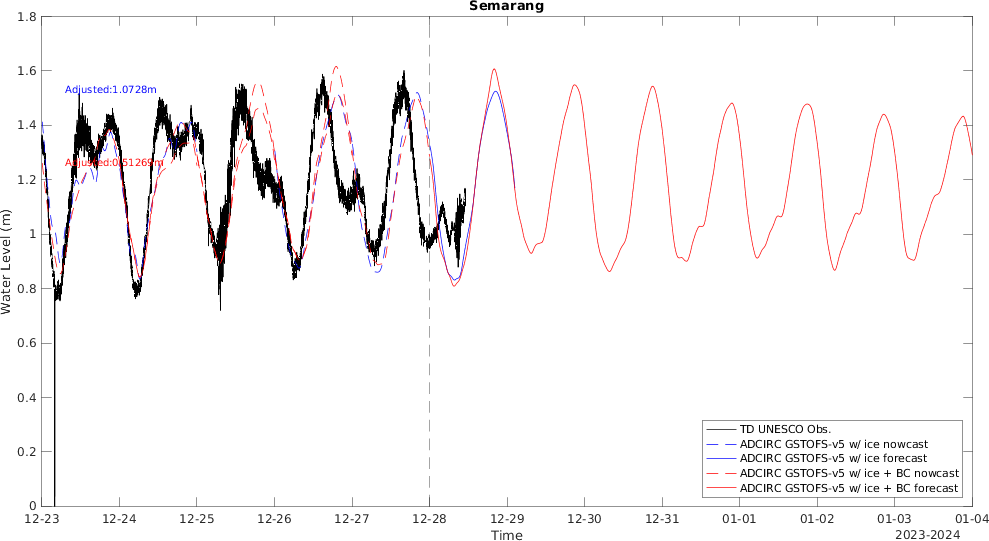 Semarang
1.8
1.6
1.4
1.2
1
0.8
0.6
0.4
0.2
0
Water Level (m)
Adjusted:1.0728m
Adjusted:0.51269m
TD UNESCO Obs.
ADCIRC GSTOFS-v5 w/ ice nowcast
ADCIRC GSTOFS-v5 w/ ice forecast
ADCIRC GSTOFS-v5 w/ ice + BC nowcast
ADCIRC GSTOFS-v5 w/ ice + BC forecast
12-23 12-24 12-25 12-26 12-27 12-28 12-29 12-30 12-31 01-01 01-02 01-03 01-04
Time
2023-2024